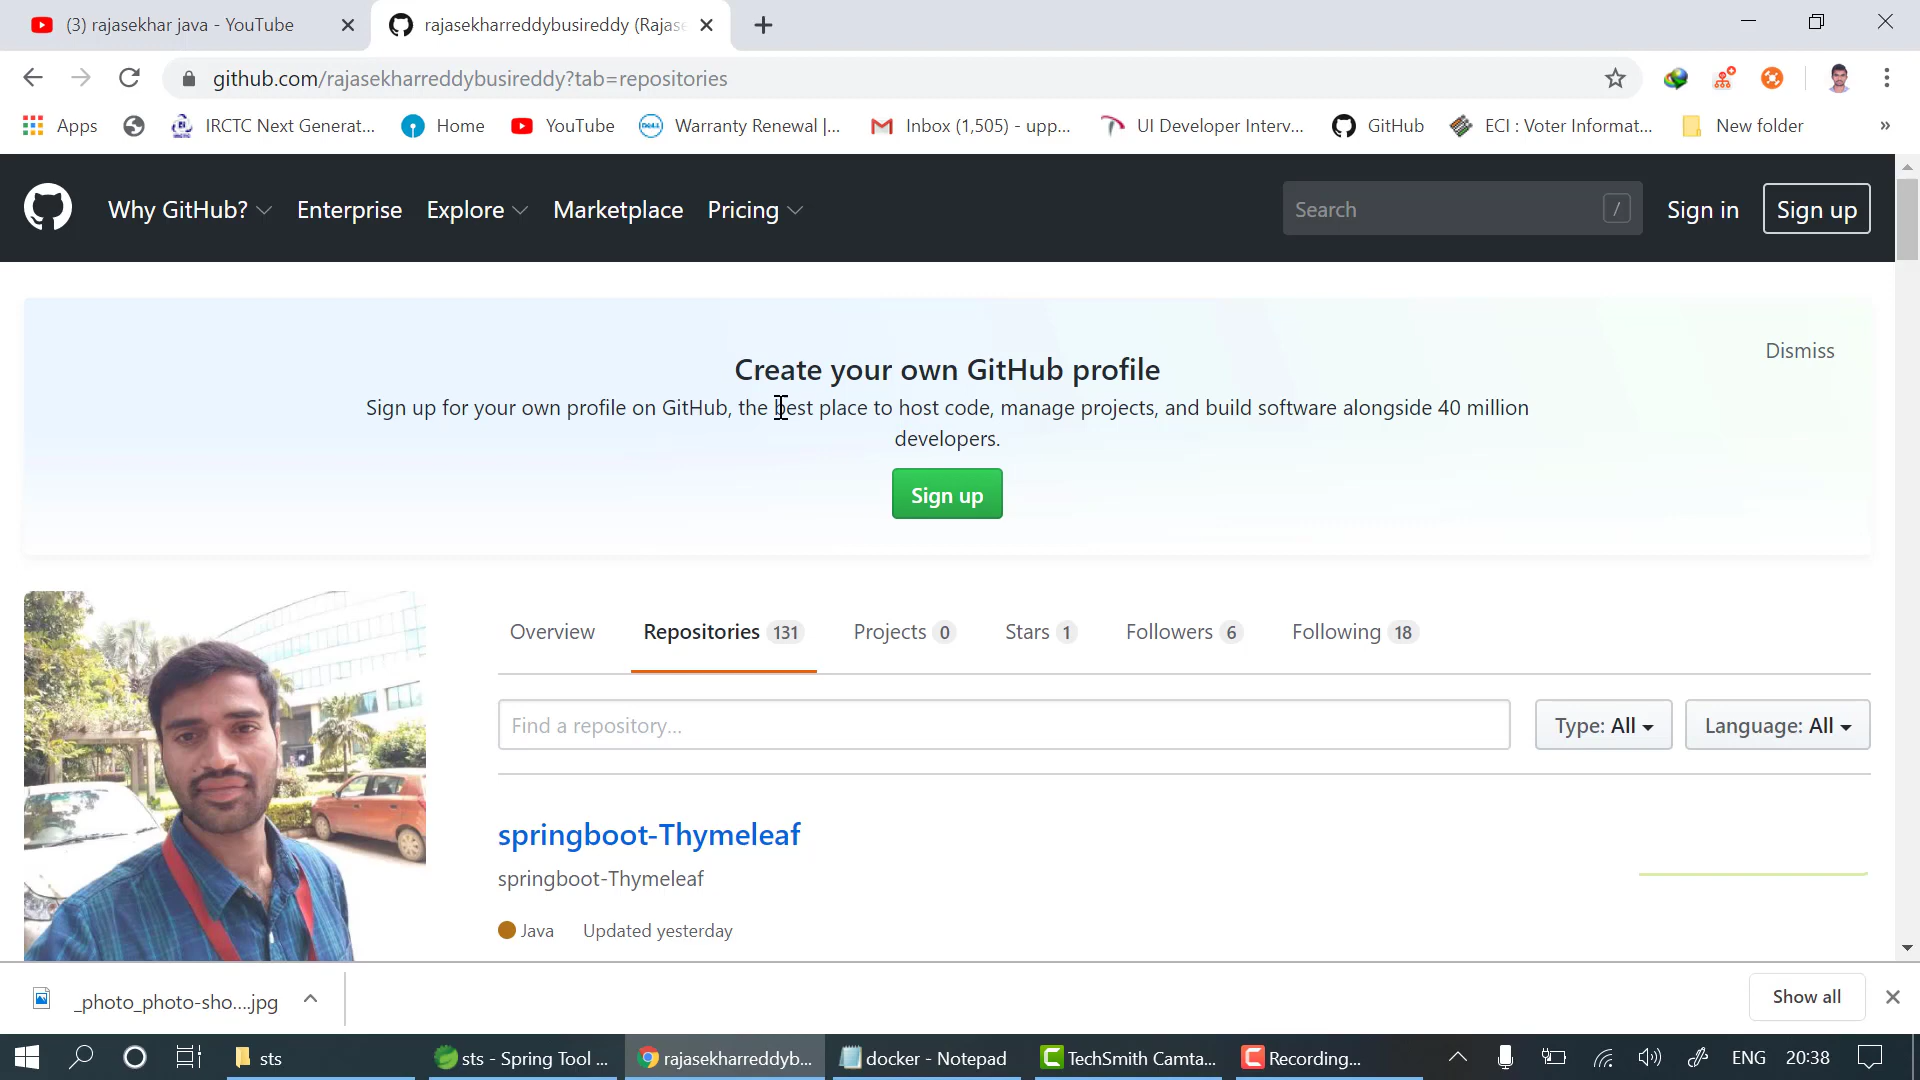 (3) rajasekhar java - YouTube
rajasekharreddybusireddy (Rajase
github.com/rajasekharreddybusireddy?tab=repositories
Apps
IRCTC Next Generat...
Home
YouTube
Warranty Renewal |...
Inbox (1,505) - upp...
UI Developer Interv...
GitHub
ECI : Voter Informat...
New folder
»
Why GitHub?
Enterprise
Explore
Marketplace
Pricing
Search
/
Sign in
Sign up
Create your own GitHub profile
Dismiss
Sign up for your own profile on GitHub, the best place to host code, manage projects, and build software alongside 40 million
developers.
Sign up
Overview
Repositories 131
Projects 0
Stars 1
Followers 6
Following 18
Find a repository...
Type: All
Language: All
springboot-Thymeleaf
springboot-Thymeleaf
Java
Updated yesterday
_photo_photo-sho....jpg
Show all
sts
sts - Spring Tool ...
rajasekharreddyb...
docker - Notepad
TechSmith Camta...
Recording...
ENG
20:38